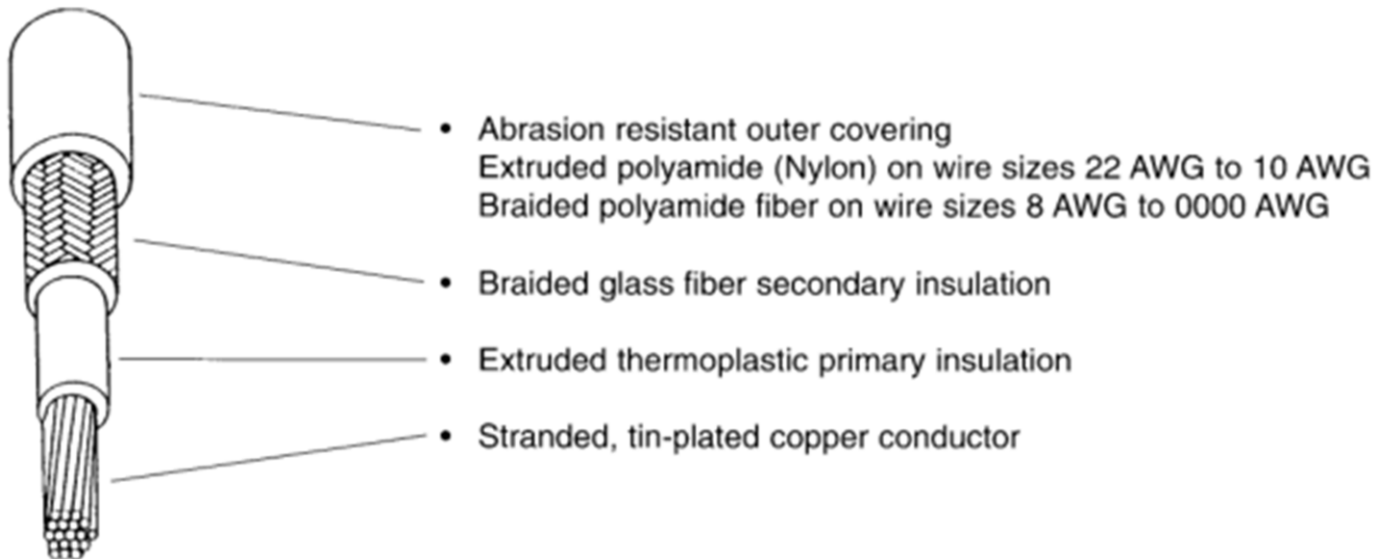 • Abrasion resistant outer covering
Extruded polyamide (Nylon) on wire sizes 22 AWG to 10 AWG
Braided polyamide fiber on wire sizes 8 AWG to 0000 AWG
• Braided glass fiber secondary insulation
• Extruded thermoplastic primary insulation
• Stranded, tin-plated copper conductor